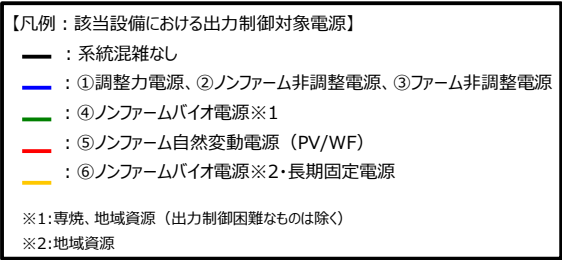 【凡例：該当設備における出力制御対象電源】
：系統混雑なし
：①調整力電源、②ノンファーム非調整電源、③ファーム非調整電源
：④ノンファームバイオ電源※1
：⑤ノンファーム自然変動電源（PV/WF）
：⑥ノンファームバイオ電源※2・長期固定電源
※1:専焼、地域資源（出力制御困難なものは除く）
※2:地域資源